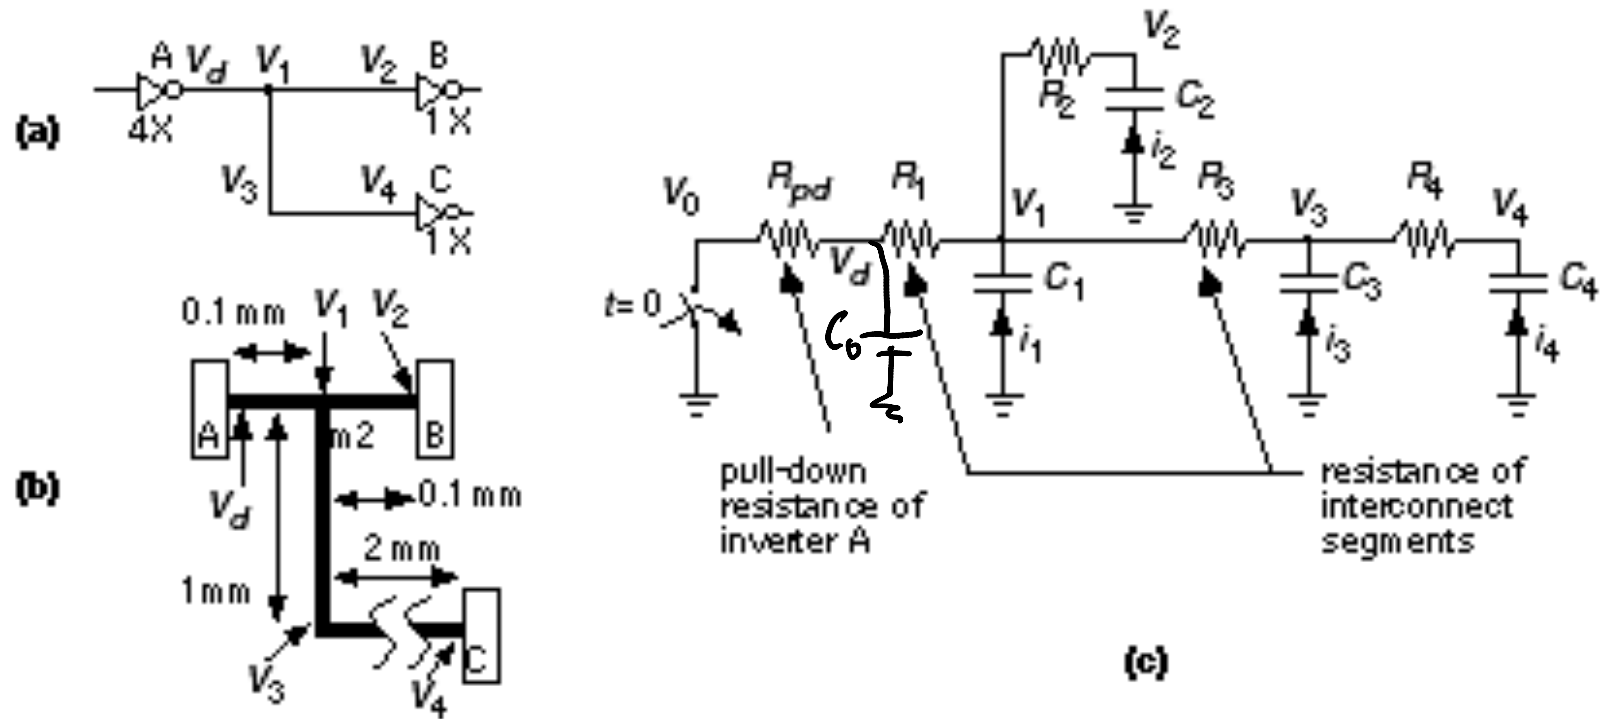 (a)
A
V_d
V_1
V_2
B
4X
1X
V_3
V_4
C
1X
(b)
0.1 mm
V_1
V_2
A
m2
B
V_d
0.1 mm
2 mm
1mm
V_3
V_4
C
V_2
R_2
C_2
i_2
V_0
R_pd
R_1
V_1
R_3
V_3
R_4
V_4
V_d
t=0
C_0
C_1
i_1
C_3
i_3
C_4
i_4
pull-down
resistance of
inverter A
resistance of
interconnect
segments
(c)